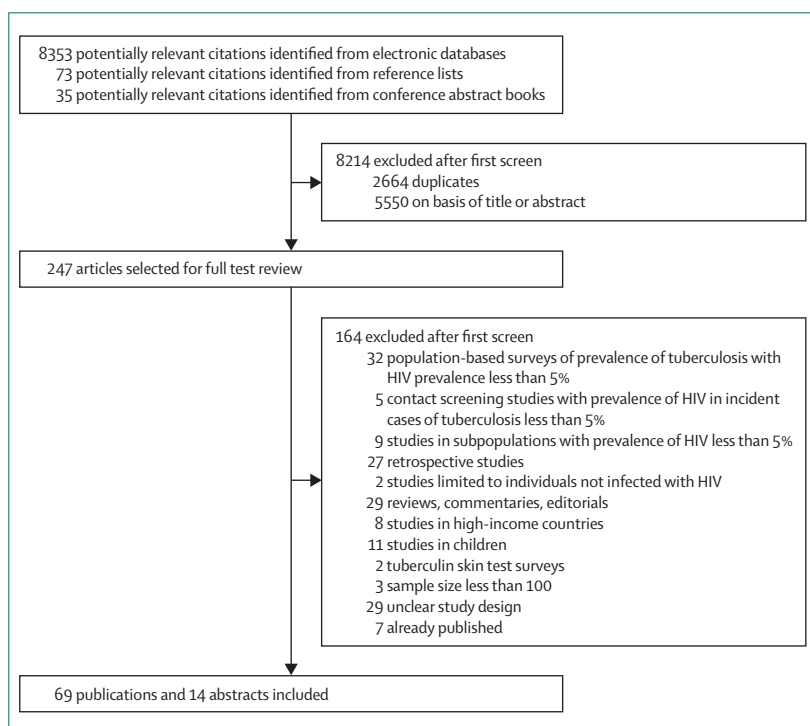 8353 potentially relevant citations identified from electronic databases
73 potentially relevant citations identified from reference lists
35 potentially relevant citations identified from conference abstract books
8214 excluded after first screen
2664 duplicates
5550 on basis of title or abstract
247 articles selected for full test review
164 excluded after first screen
32 population-based surveys of prevalence of tuberculosis with
HIV prevalence less than 5%
5 contact screening studies with prevalence of HIV in incident
cases of tuberculosis less than 5%
9 studies in subpopulations with prevalence of HIV less than 5%
27 retrospective studies
2 studies limited to individuals not infected with HIV
29 reviews, commentaries, editorials
8 studies in high-income countries
11 studies in children
2 tuberculin skin test surveys
3 sample size less than 100
29 unclear study design
7 already published
69 publications and 14 abstracts included